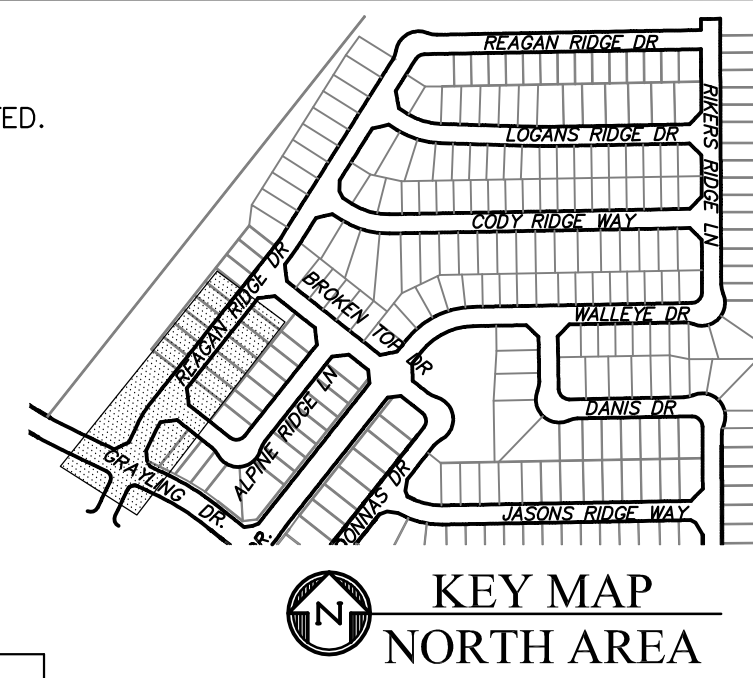 REAGAN RIDGE DR
TED.
RIKERS RIDGE LN
LOGANS RIDGE DR
CODY RIDGE WAY
REAGAN RIDGE DR
BROKEN TOP DR
WALLEYE DR
ALPINE RIDGE LN
DANIS DR
GRAYLING DR.
DONNAS DR
DR.
JASONS RIDGE WAY
N
KEY MAP
NORTH AREA